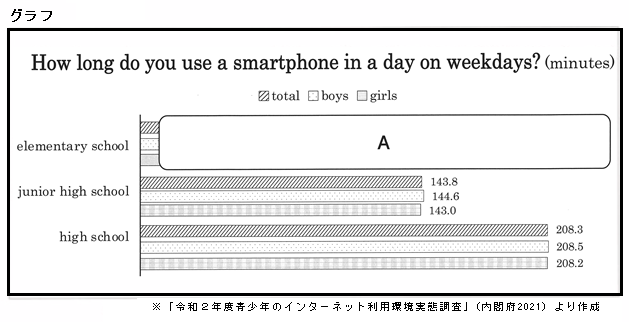 グラフ
How long do you use a smartphone in a day on weekdays? (minutes)
total boys girls
elementary school
A
junior high school
143.8
144.6
143.0
high school
208.3
208.5
208.2
※「令和２年度青少年のインターネット利用環境実態調査」(内閣府2021) より作成